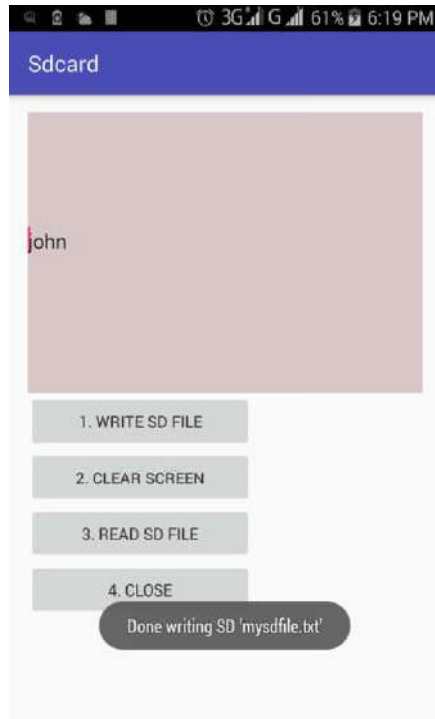 3G G 61% 6:19 PM
Sdcard
john
1. WRITE SD FILE
2. CLEAR SCREEN
3. READ SD FILE
4. CLOSE
Done writing SD 'mysdfile.txt'